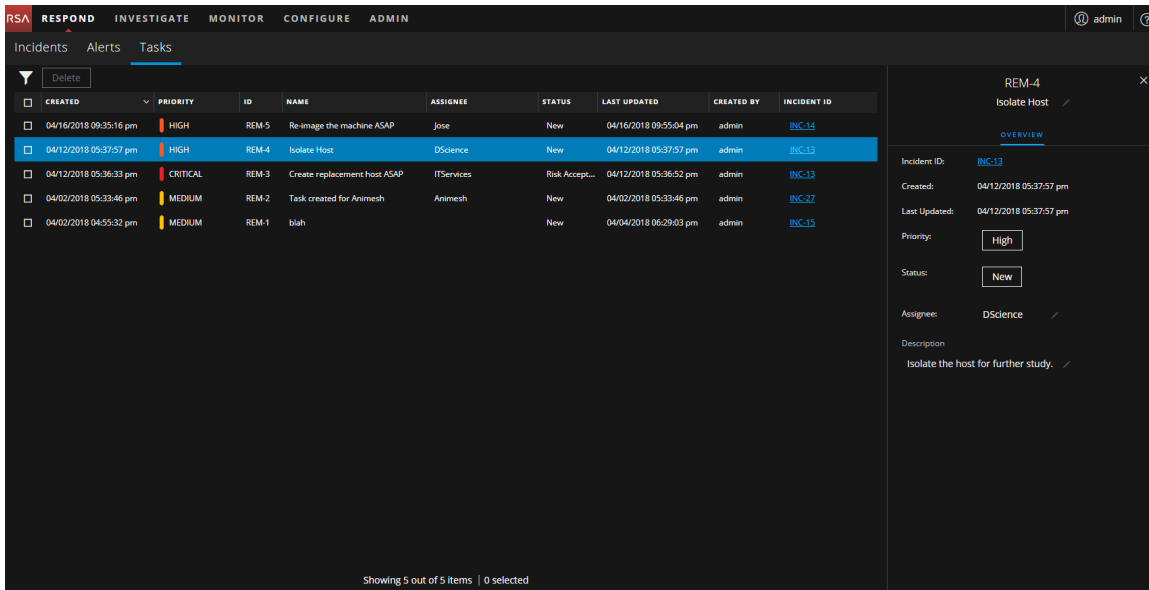 RSA RESPOND INVESTIGATE MONITOR CONFIGURE ADMIN admin ?
Incidents Alerts Tasks
Delete
CREATED PRIORITY ID NAME ASSIGNEE STATUS LAST UPDATED CREATED BY INCIDENT ID
04/16/2018 09:35:16 pm HIGH REM-5 Re-image the machine ASAP Jose New 04/16/2018 09:55:04 pm admin INC-14
04/12/2018 05:37:57 pm HIGH REM-4 Isolate Host DScience New 04/12/2018 05:37:57 pm admin INC-13
04/12/2018 05:36:33 pm CRITICAL REM-3 Create replacement host ASAP ITServices Risk Accept... 04/12/2018 05:36:52 pm admin INC-13
04/02/2018 05:33:46 pm MEDIUM REM-2 Task created for Animesh Animesh New 04/02/2018 05:33:46 pm admin INC-27
04/02/2018 04:55:32 pm MEDIUM REM-1 blah New 04/04/2018 06:29:03 pm admin INC-15
Showing 5 out of 5 items | 0 selected
REM-4
Isolate Host
OVERVIEW
Incident ID: INC-13
Created: 04/12/2018 05:37:57 pm
Last Updated: 04/12/2018 05:37:57 pm
Priority: High
Status: New
Assignee: DScience
Description
Isolate the host for further study.